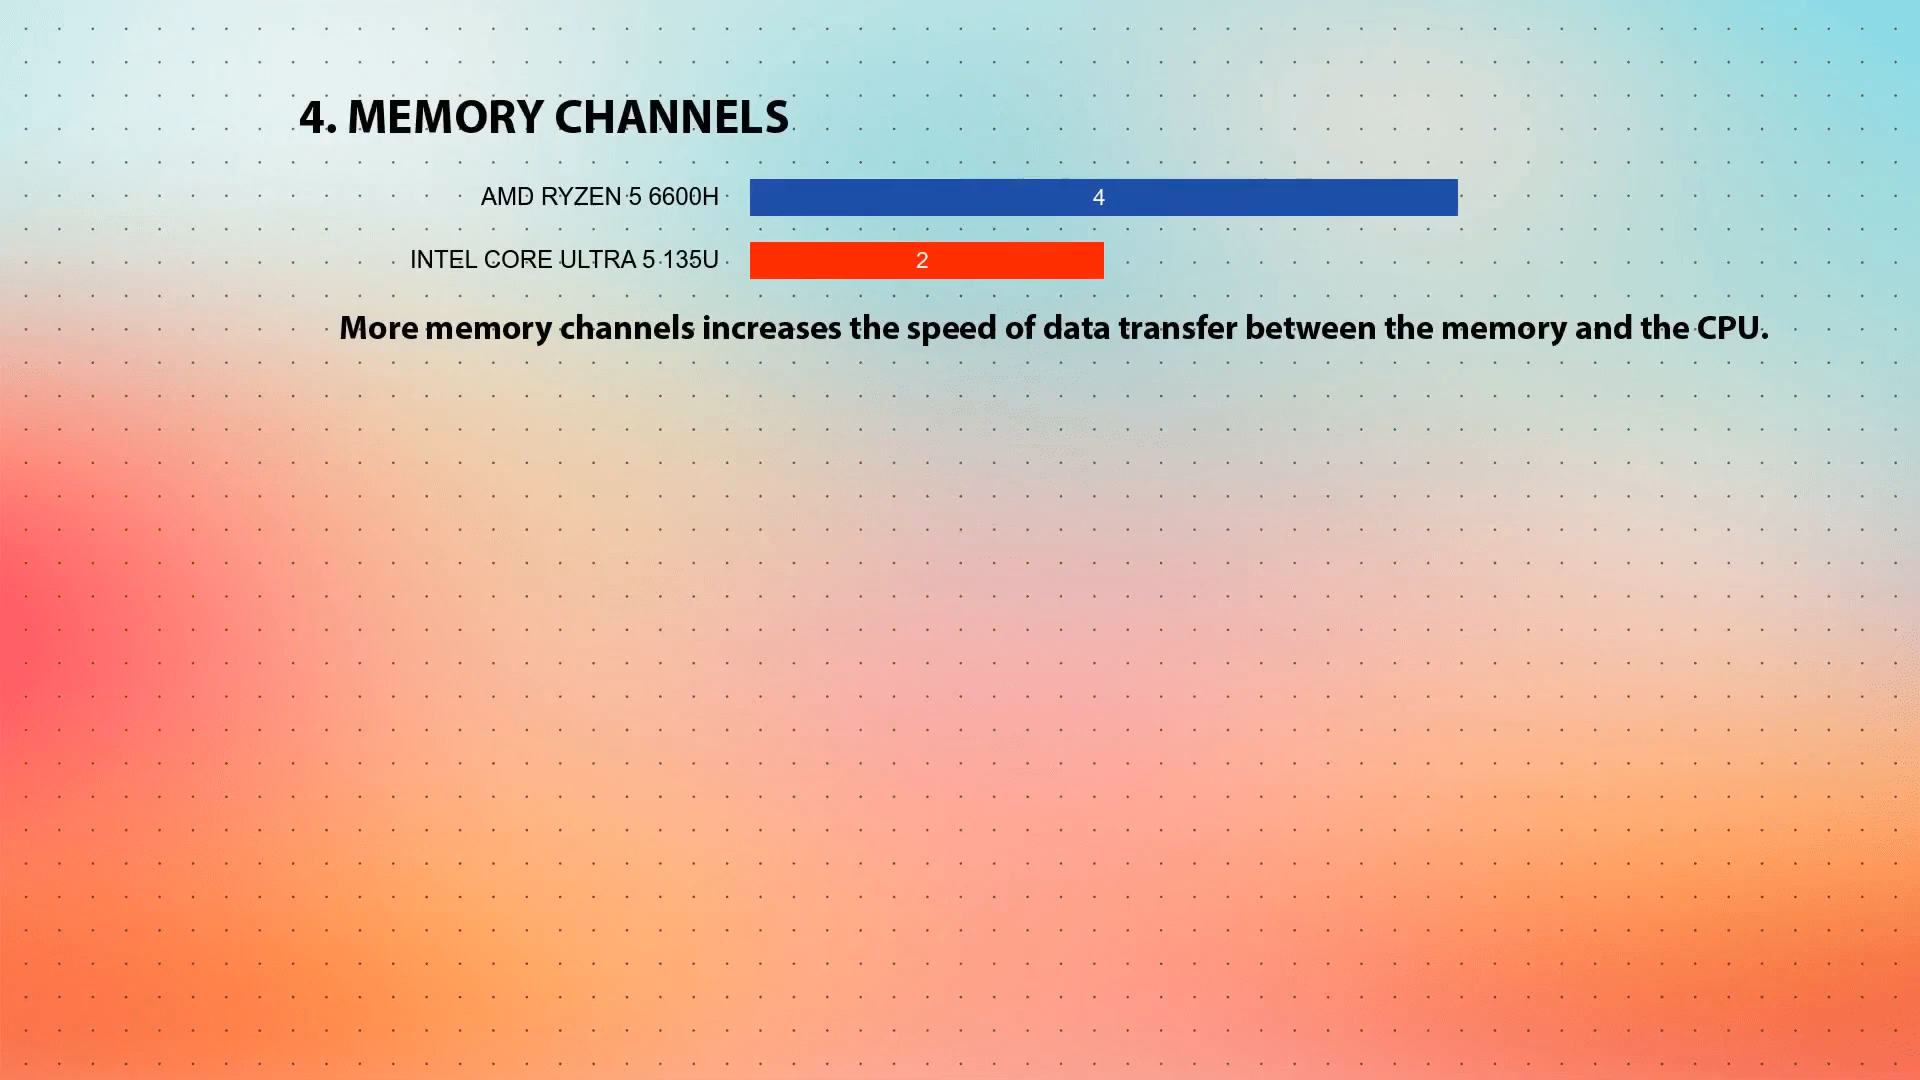 4. MEMORY CHANNELS
AMD RYZEN 5 6600H 4
INTEL CORE ULTRA 5 135U 2
More memory channels increases the speed of data transfer between the memory and the CPU.